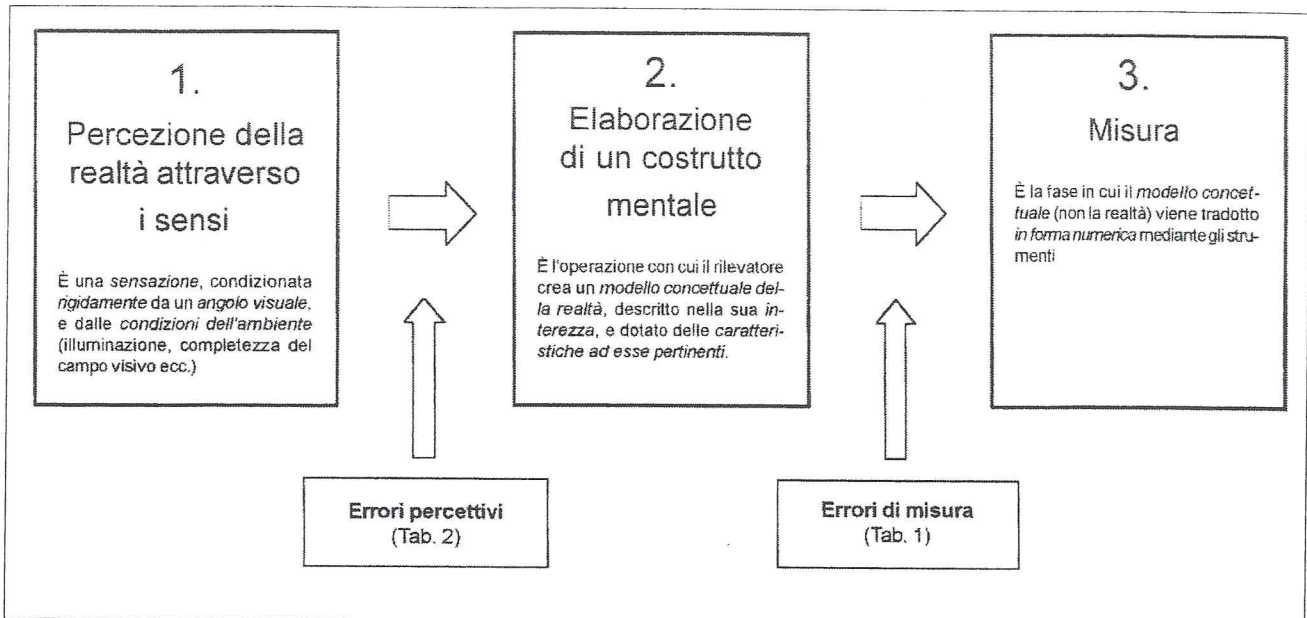 1.
Percezione della
realtà attraverso
i sensi
È una sensazione, condizionata
rigidamente da un angolo visuale,
e dalle condizioni dell'ambiente
(illuminazione, completezza del
campo visivo ecc.)
2.
Elaborazione
di un costrutto
mentale
È l'operazione con cui il rilevatore
crea un modello concettuale del-
la realtà, descritto nella sua in-
terezza, e dotato delle caratteri-
stiche ad esse pertinenti.
3.
Misura
È la fase in cui il modello concet-
tuale (non la realtà) viene tradotto
in forma numerica mediante gli stru-
menti
Errori percettivi
(Tab. 2)
Errori di misura
(Tab. 1)